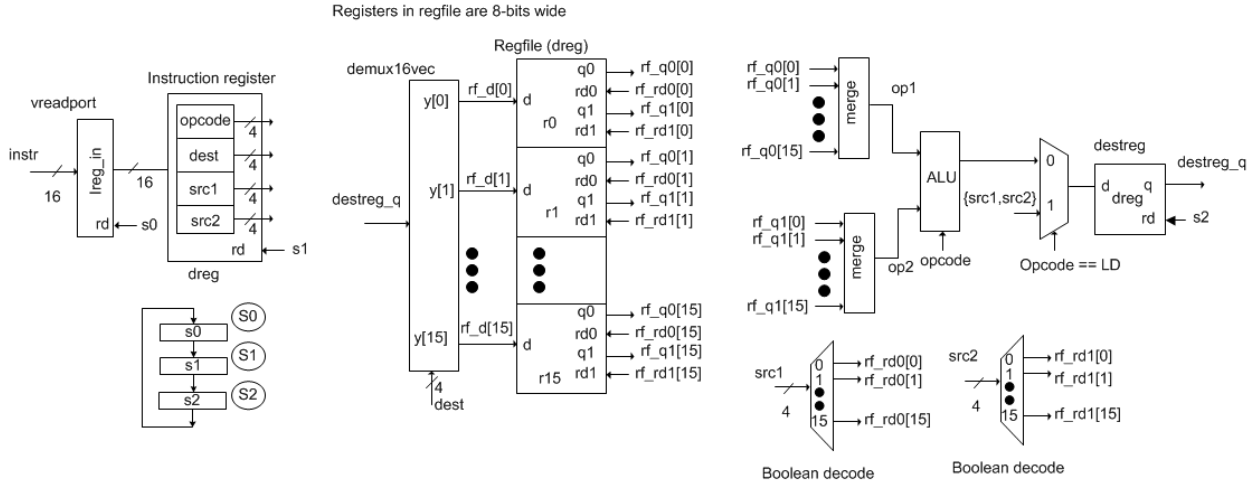 Registers in regfile are 8-bits wide
vreadport
instr
16
Ireg_in
rd
s0
16
Instruction register
opcode
4
dest
4
src1
4
src2
4
rd
s1
dreg
s0
S0
s1
S1
s2
S2
demux16vec
destreg_q
y[0]
y[1]
y[15]
4
dest
rf_d[0]
rf_d[1]
rf_d[15]
Regfile (dreg)
d
r0
q0
rf_q0[0]
rd0
rf_rd0[0]
q1
rf_q1[0]
rd1
rf_rd1[0]
d
r1
q0
rf_q0[1]
rd0
rf_rd0[1]
q1
rf_q1[1]
rd1
rf_rd1[1]
d
r15
q0
rf_q0[15]
rd0
rf_rd0[15]
q1
rf_q1[15]
rd1
rf_rd1[15]
rf_q0[0]
rf_q0[1]
rf_q0[15]
merge
op1
rf_q1[0]
rf_q1[1]
rf_q1[15]
merge
op2
ALU
opcode
{src1,src2}
0
1
Opcode == LD
destreg
d
q
dreg
rd
destreg_q
s2
src1
4
0
1
15
rf_rd0[0]
rf_rd0[1]
rf_rd0[15]
Boolean decode
src2
4
0
1
15
rf_rd1[0]
rf_rd1[1]
rf_rd1[15]
Boolean decode